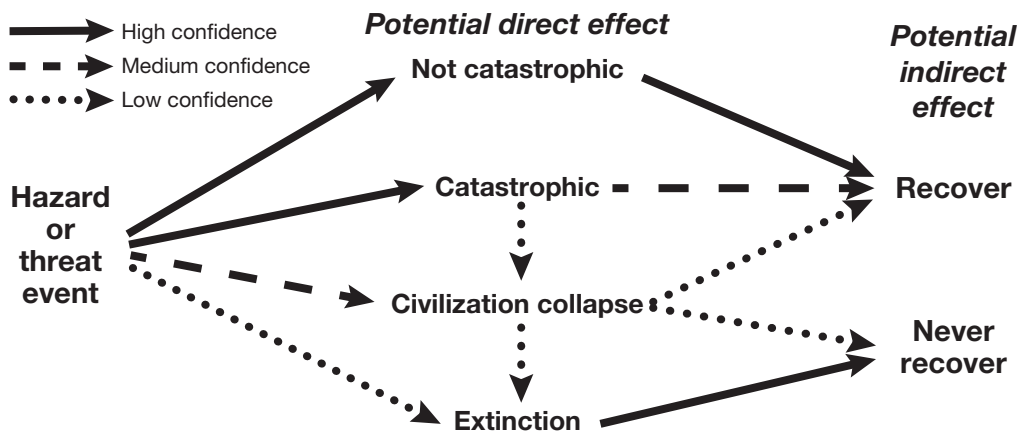 High confidence
Medium confidence
Low confidence
Potential direct effect
Potential
indirect
effect
Not catastrophic
Hazard
or
threat
event
Catastrophic
Recover
Civilization collapse
Never
recover
Extinction